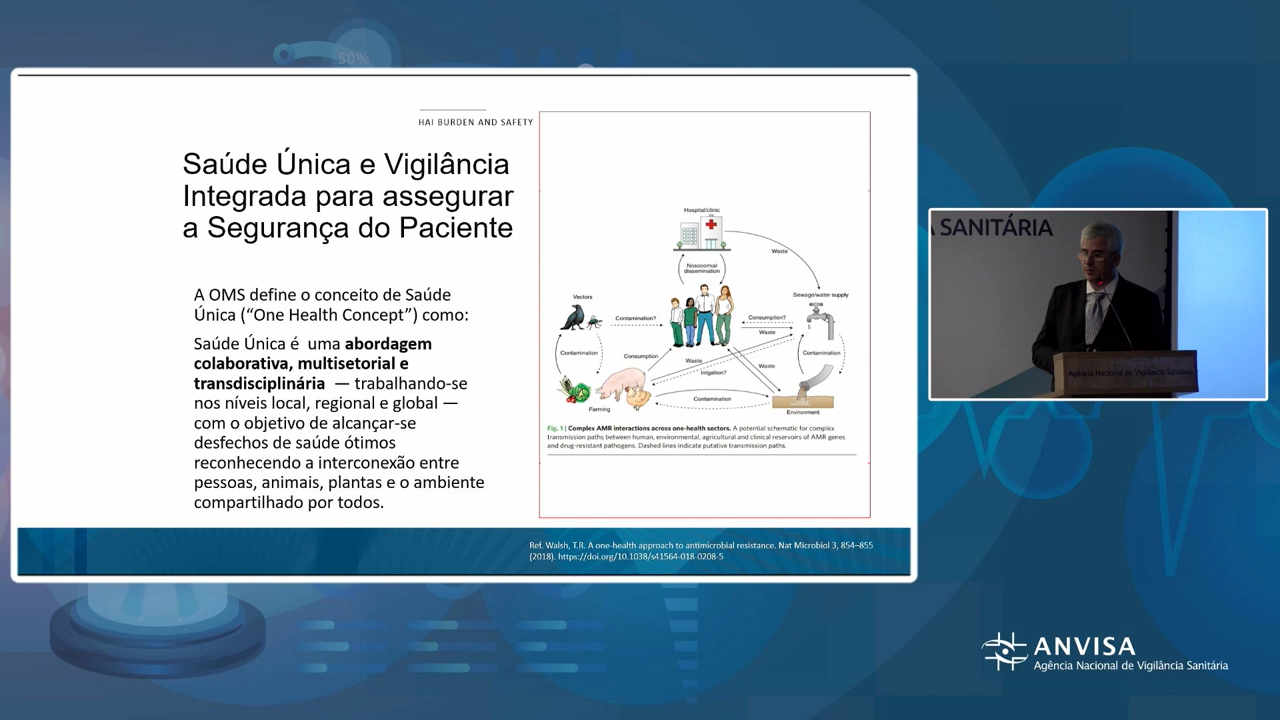 50%
HAI BURDEN AND SAFETY
Saúde Única e Vigilância
Integrada para assegurar
a Segurança do Paciente
A OMS define o conceito de Saúde
Única (“One Health Concept”) como:
Saúde Única é uma abordagem
colaborativa, multisetorial e
transdisciplinária — trabalhando-se
nos níveis local, regional e global —
com o objetivo de alcançar-se
desfechos de saúde ótimos
reconhecendo a interconexão entre
pessoas, animais, plantas e o ambiente
compartilhado por todos.
Hospital/clinic
Waste
Nosocomial
dissemination
Vectors
Sewage/water supply
Contamination?
Consumption?
Waste
Contamination
Consumption
Waste
Irrigation?
Waste
Contamination
Contamination
Farming
Environment
Fig. 1 | Complex AMR interactions across one-health sectors. A potential schematic for complex
transmission paths between human, environmental, agricultural and clinical reservoirs of AMR genes
and drug-resistant pathogens. Dashed lines indicate putative transmission paths.
Ref. Walsh, T.R. A one-health approach to antimicrobial resistance. Nat Microbiol 3, 854–855
(2018). https://doi.org/10.1038/s41564-018-0208-5
A SANITÁRIA
Agência Nacional de Vigilância Sanitária
ANVISA
Agência Nacional de Vigilância Sanitária